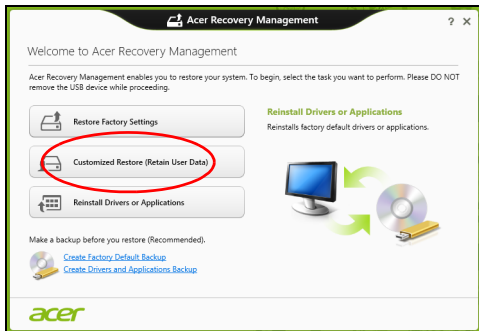 Acer Recovery Management
? X
Welcome to Acer Recovery Management
Acer Recovery Management enables you to restore your system. To begin, select the task you want to perform. Please DO NOT
remove the USB device while proceeding.
Restore Factory Settings
Reinstall Drivers or Applications
Reinstalls factory default drivers or applications.
Customized Restore (Retain User Data)
Reinstall Drivers or Applications
Make a backup before you restore (Recommended).
Create Factory Default Backup
Create Drivers and Applications Backup
acer